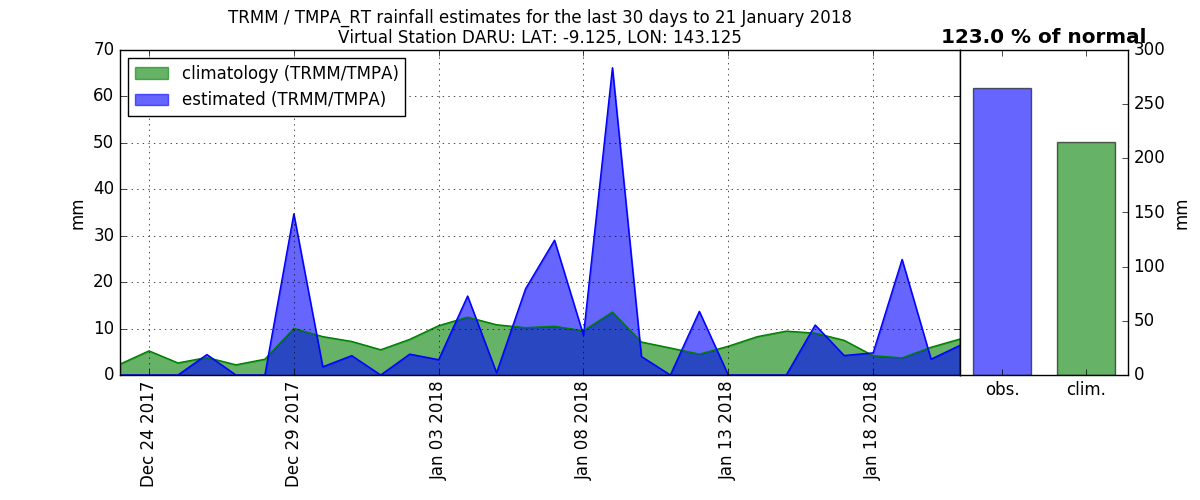 TRMM / TMPA_RT rainfall estimates for the last 30 days to 21 January 2018
Virtual Station DARU: LAT: -9.125, LON: 143.125
123.0 % of normal
climatology (TRMM/TMPA)
estimated (TRMM/TMPA)
70
60
50
40
30
20
10
0
mm
Dec 24 2017
Dec 29 2017
Jan 03 2018
Jan 08 2018
Jan 13 2018
Jan 18 2018
300
250
200
150
100
50
0
mm
obs.
clim.